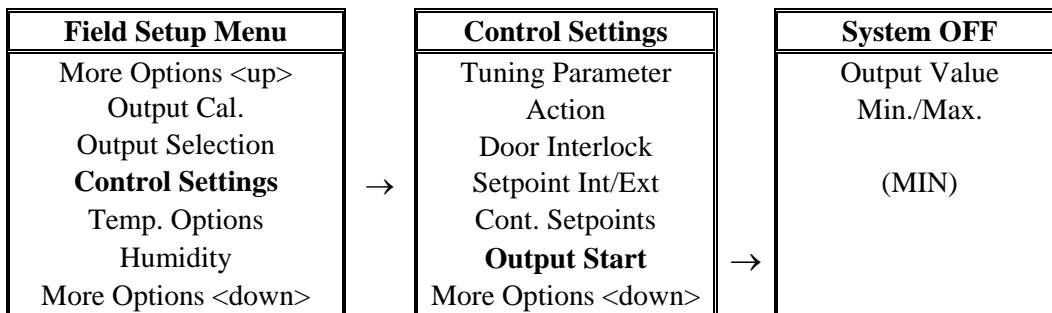 Field Setup Menu
More Options <up>
Output Cal.
Output Selection
Control Settings
Temp. Options
Humidity
More Options <down>
→
Control Settings
Tuning Parameter
Action
Door Interlock
Setpoint Int/Ext
Cont. Setpoints
Output Start
More Options <down>
→
System OFF
Output Value
Min./Max.
(MIN)